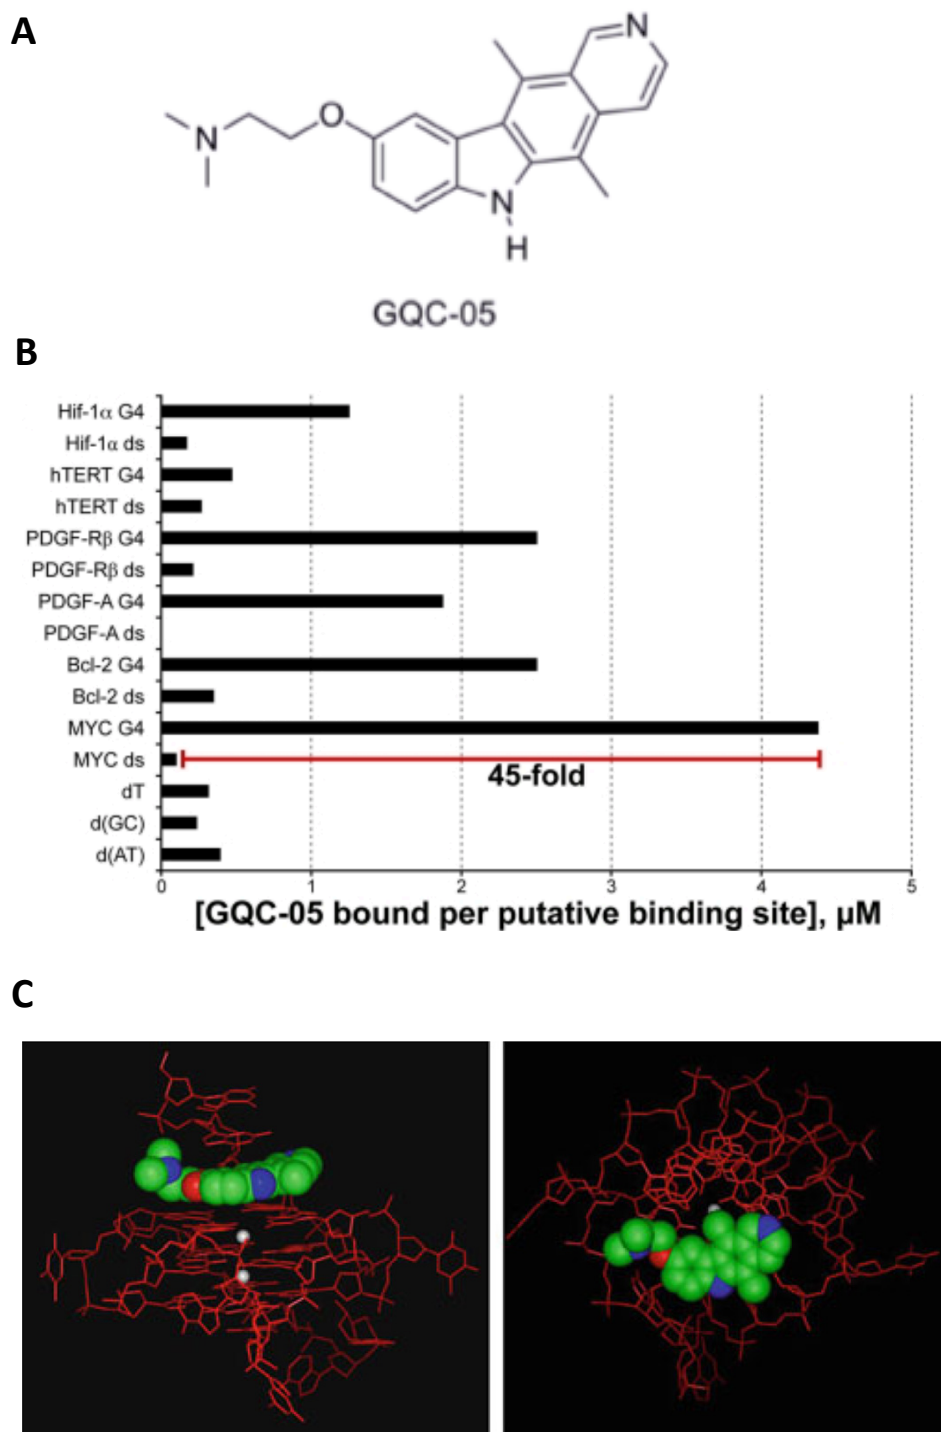 A
N
O
N
N
H
GQC-05
B
Hif-1α G4
Hif-1α ds
hTERT G4
hTERT ds
PDGF-Rβ G4
PDGF-Rβ ds
PDGF-A G4
PDGF-A ds
Bcl-2 G4
Bcl-2 ds
MYC G4
MYC ds
45-fold
dT
d(GC)
d(AT)
0 1 2 3 4 5
[GQC-05 bound per putative binding site], µM
C